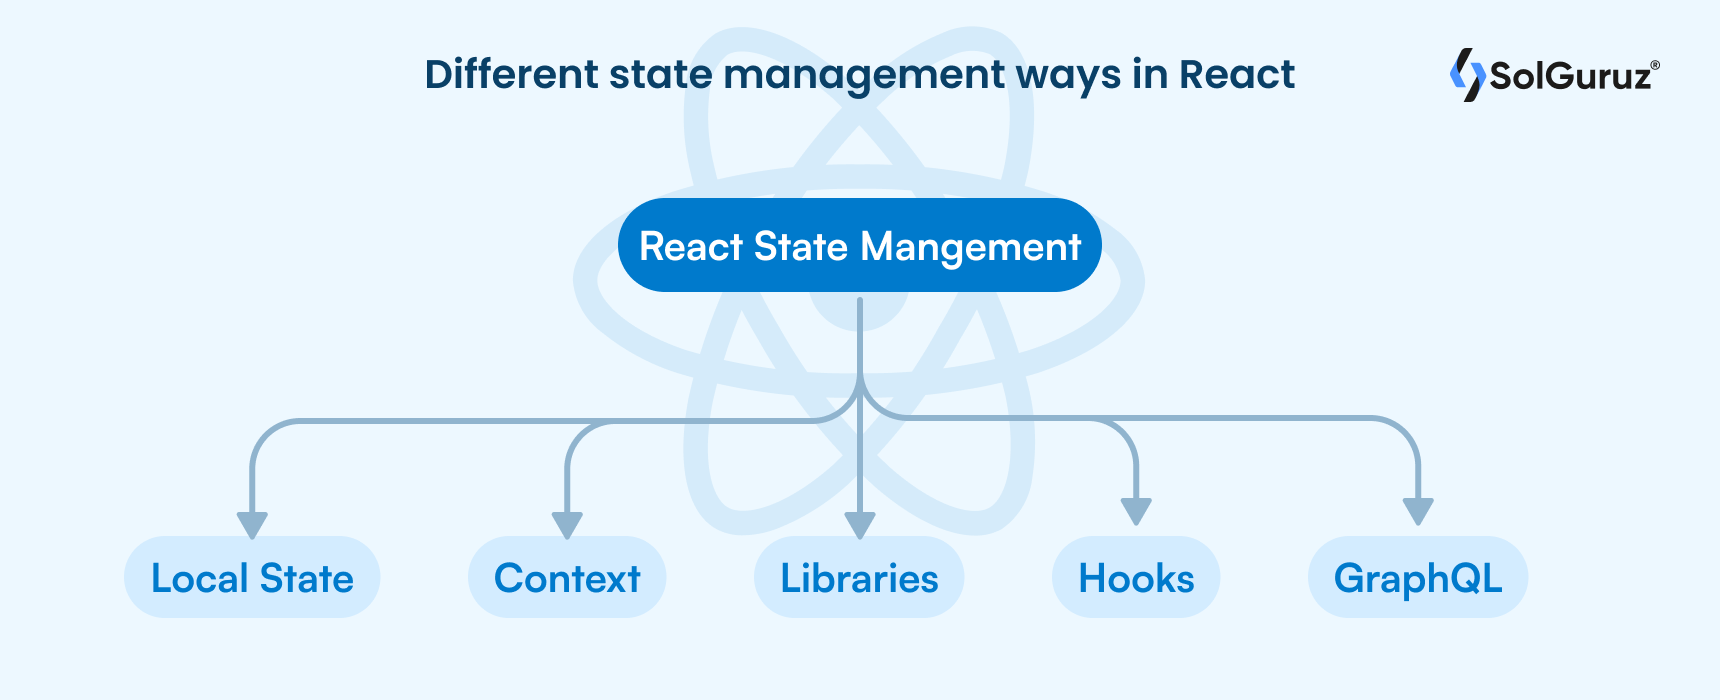 Different state management ways in React
SolGuruz®
React State Mangement
Local State
Context
Libraries
Hooks
GraphQL